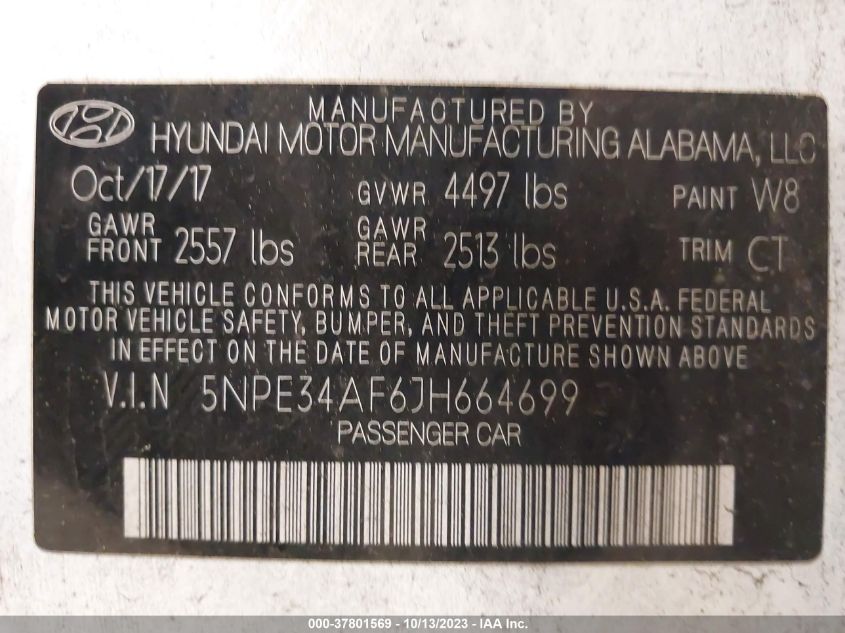 MANUFACTURED BY
HYUNDAI MOTOR MANUFACTURING ALABAMA, LLC
Oct/17/17 GVWR 4497 lbs PAINT W8
GAWR FRONT 2557 lbs GAWR REAR 2513 lbs TRIM CT
THIS VEHICLE CONFORMS TO ALL APPLICABLE U.S.A. FEDERAL
MOTOR VEHICLE SAFETY, BUMPER, AND THEFT PREVENTION STANDARDS
IN EFFECT ON THE DATE OF MANUFACTURE SHOWN ABOVE
V.I.N 5NPE34AF6JH664699
PASSENGER CAR
000-37801569 - 10/13/2023 - IAA Inc.